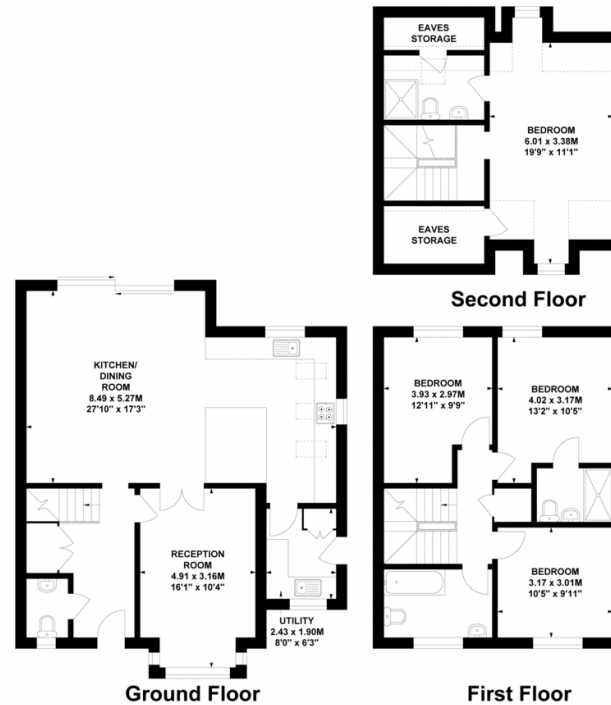 EAVES
STORAGE
BEDROOM
6.01 x 3.38M
19'9" x 11'1"
EAVES
STORAGE
Second Floor
KITCHEN/
DINING
ROOM
8.49 x 5.27M
27'10" x 17'3"
RECEPTION
ROOM
4.91 x 3.16M
16'1" x 10'4"
UTILITY
2.43 x 1.90M
8'0" x 6'3"
Ground Floor
BEDROOM
3.93 x 2.97M
12'11" x 9'9"
BEDROOM
4.02 x 3.17M
13'2" x 10'5"
BEDROOM
3.17 x 3.01M
10'5" x 9'11"
First Floor